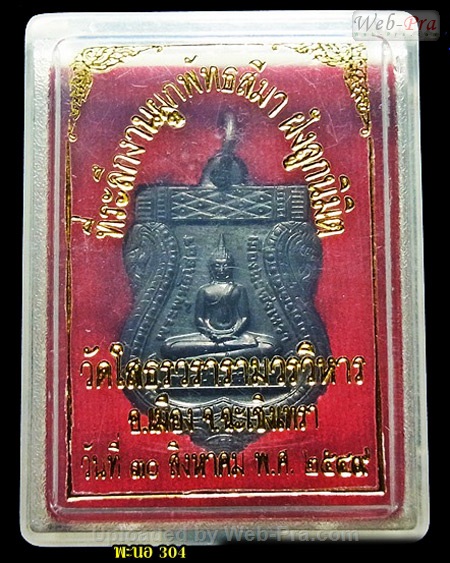 Web-Pra
ที่ระลึกงานผูกพัทธสีมา ฝังลูกนิมิต
วัดโสธรวรารามวรวิหาร
อ.เมือง จ.ฉะเชิงเทรา
วันที่ ๓๐ สิงหาคม พ.ศ. ๒๕๔๙
Uploaded by Web-Pra.com
พะนอ 304